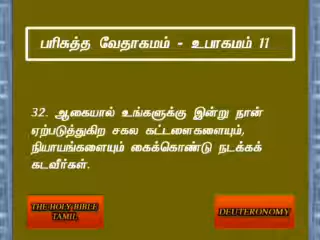 பரிசுத்த வேதாகமம் - உபாகமம் 11
32. ஆகையால் உங்களுக்கு இன்று நான்
ஏற்படுத்துகிற சகல கட்டளைகளையும்,
நியாயங்களையும் கைக்கொண்டு நடக்கக்
கடவீர்கள்.
THE HOLY BIBLE
TAMIL
DEUTERONOMY